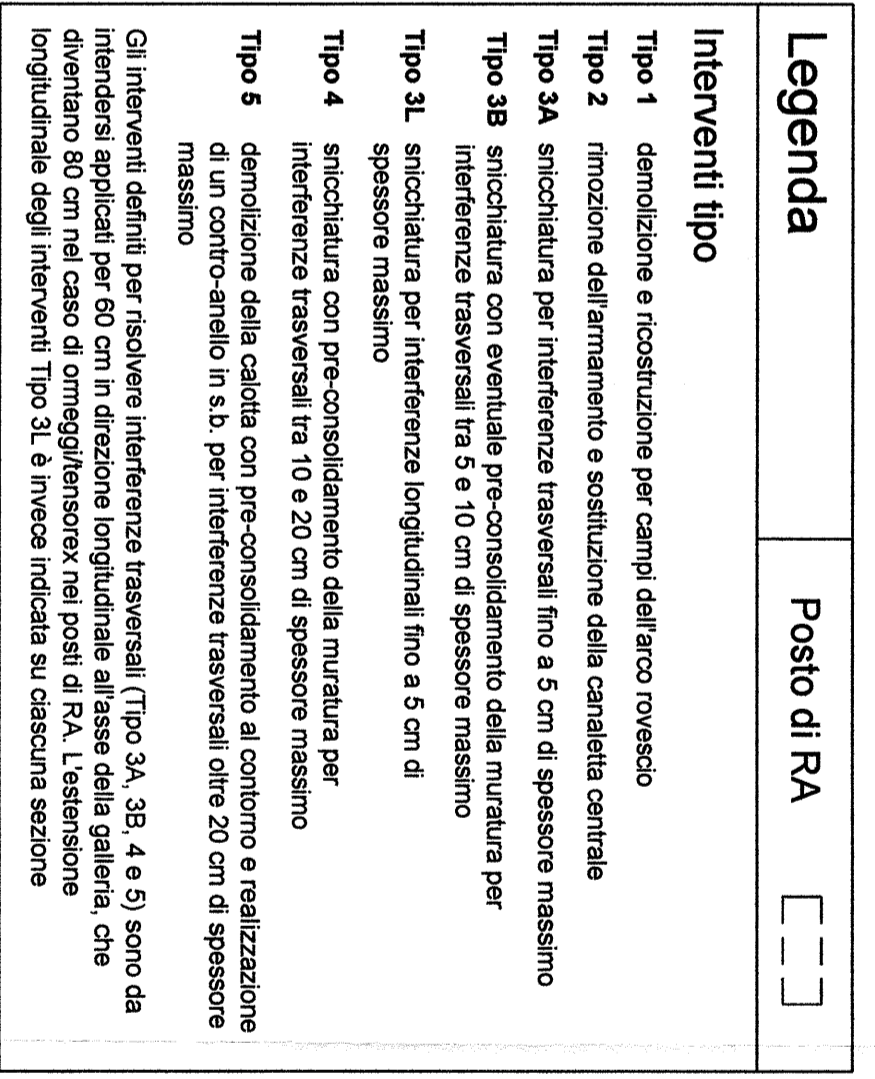 Legenda
Posto di RA
Interventi tipo
Tipo 1 demolizione e ricostruzione per campi dell'arco rovescio
Tipo 2 rimozione dell'armamento e sostituzione della canaletta centrale
Tipo 3A snicchiatura per interferenze trasversali fino a 5 cm di spessore massimo
Tipo 3B snicchiatura con eventuale pre-consolidamento della muratura per
interferenze trasversali tra 5 e 10 cm di spessore massimo
Tipo 3L snicchiatura per interferenze longitudinali fino a 5 cm di
spessore massimo
Tipo 4 snicchiatura con pre-consolidamento della muratura per
interferenze trasversali tra 10 e 20 cm di spessore massimo
Tipo 5 demolizione della calotta con pre-consolidamento al contorno e realizzazione
di un contro-anello in s.b. per interferenze trasversali oltre 20 cm di spessore
massimo
Gli interventi definiti per risolvere interferenze trasversali (Tipo 3A, 3B, 4 e 5) sono da
intendersi applicati per 60 cm in direzione longitudinale all'asse della galleria, che
diventano 80 cm nel caso di ormeggi/tensorex nei posti di RA. L'estensione
longitudinale degli interventi Tipo 3L è invece indicata su ciascuna sezione